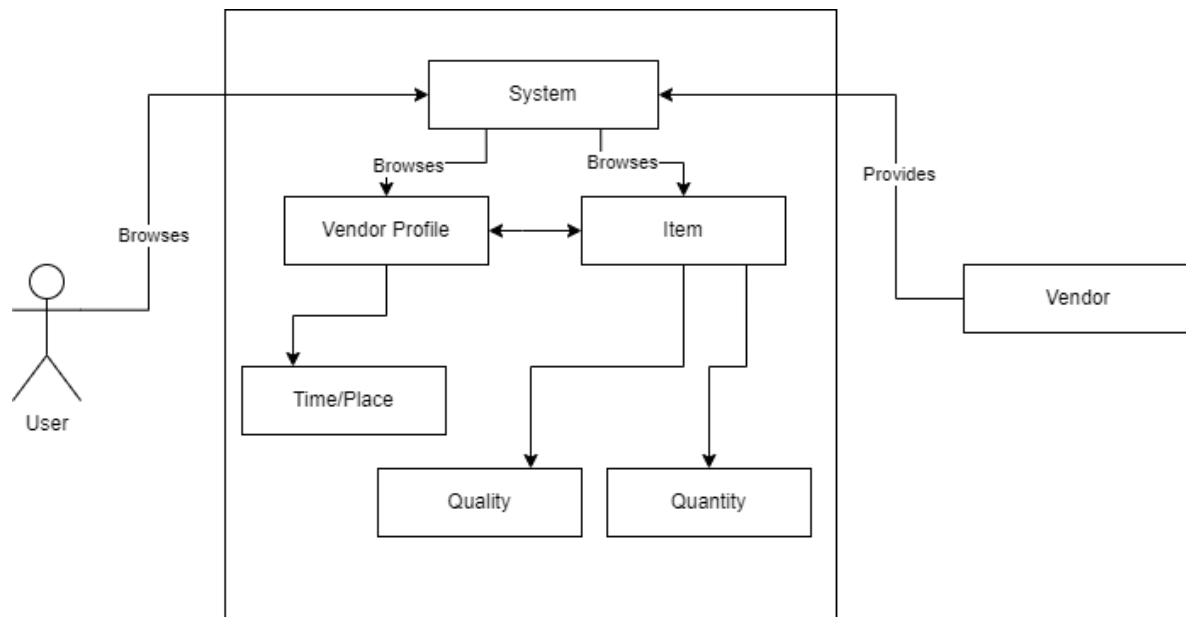 System
Browses
Browses
Provides
Vendor Profile
Item
Browses
Vendor
Time/Place
User
Quality
Quantity